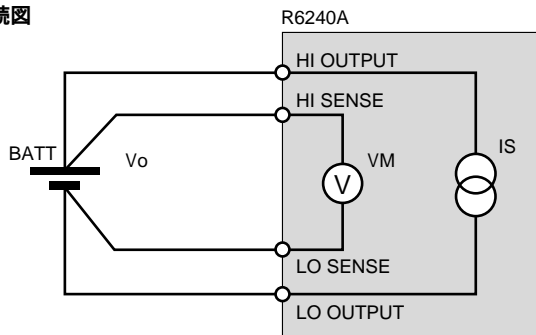 続図
R6240A
HI OUTPUT
HI SENSE
BATT
Vo
VM
IS
V
LO SENSE
LO OUTPUT